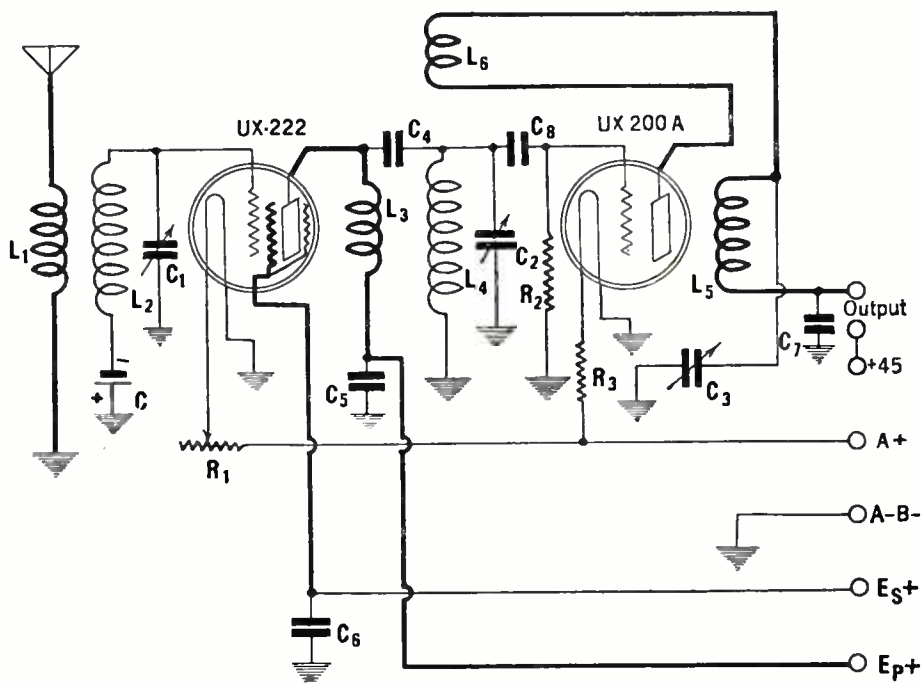 L6
UX-222
C4
C8
UX 200 A
L1
L2
C1
L3
L4
C2
R2
L5
Output
C7
+45
− 
+
C
C5
R3
C3
R1
A+
A-B-
C6
ES+
EP+